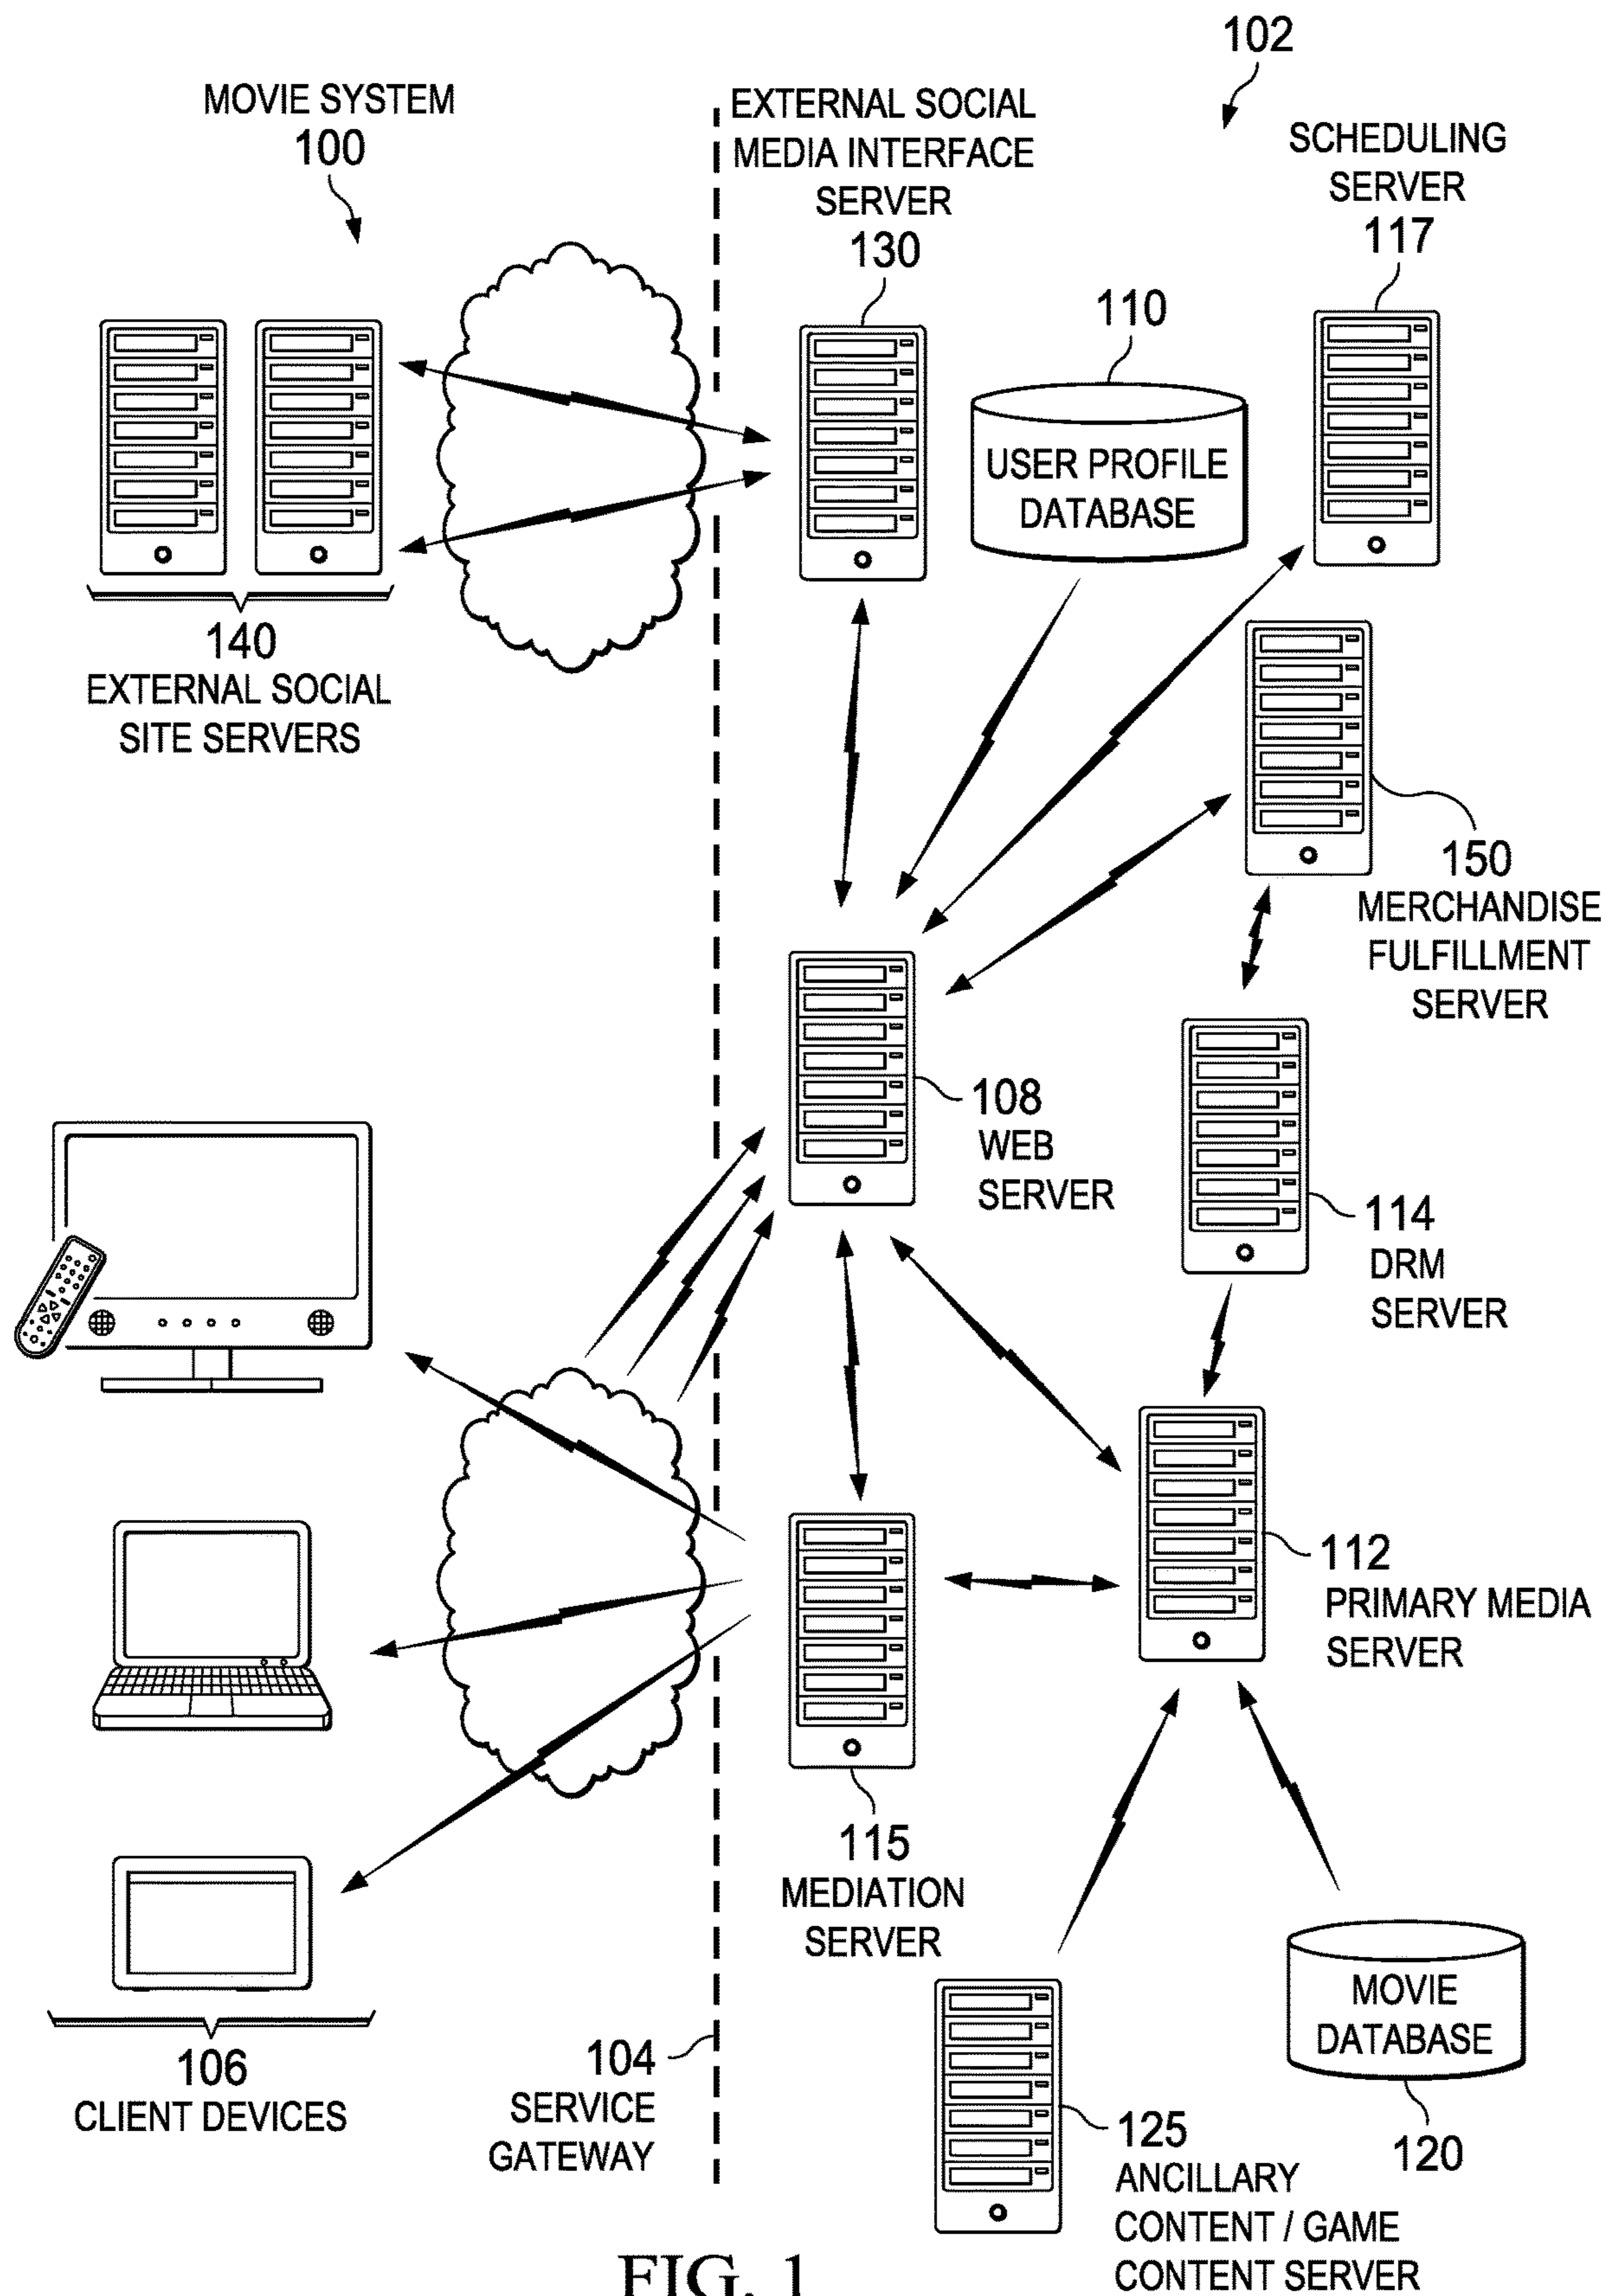 102
MOVIE SYSTEM
100
EXTERNAL SOCIAL
MEDIA INTERFACE
SERVER
130
SCHEDULING
SERVER
117
110
USER PROFILE
DATABASE
140
EXTERNAL SOCIAL
SITE SERVERS
150
MERCHANDISE
FULFILLMENT
SERVER
108
WEB
SERVER
114
DRM
SERVER
112
PRIMARY MEDIA
SERVER
115
MEDIATION
SERVER
MOVIE
DATABASE
120
106
CLIENT DEVICES
104
SERVICE
GATEWAY
125
ANCILLARY
CONTENT / GAME
CONTENT SERVER
FIG. 1